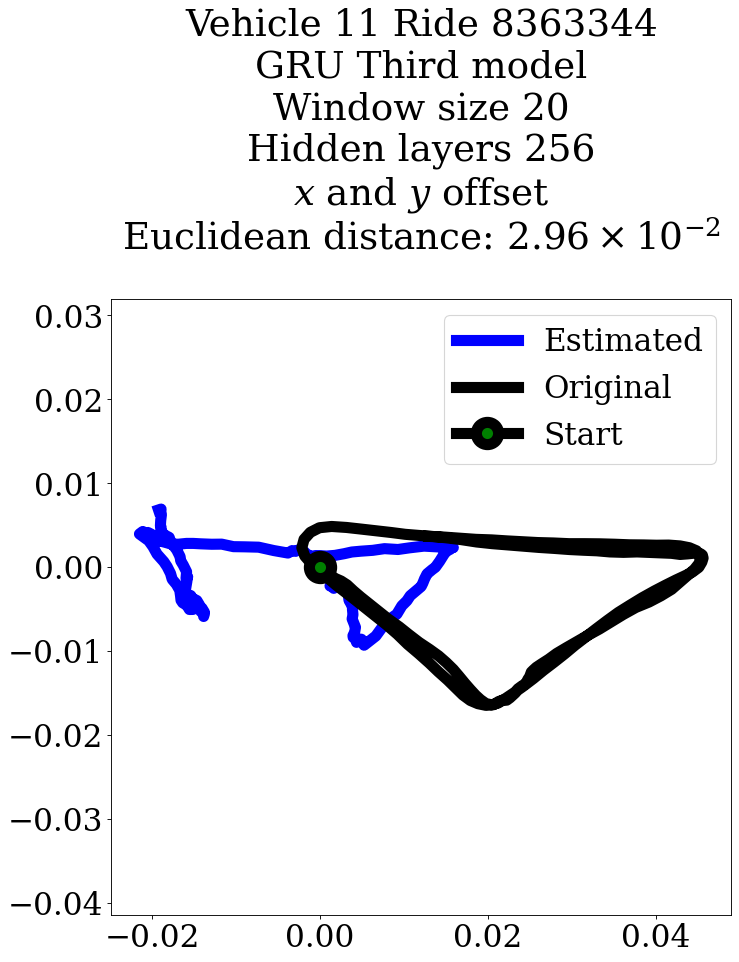 Vehicle 11 Ride 8363344
GRU Third model
Window size 20
Hidden layers 256
x and y offset
Euclidean distance: 2.96 × 10⁻²
Estimated
Original
Start
0.03
0.02
0.01
0.00
−0.01
−0.02
−0.03
−0.04
−0.02 0.00 0.02 0.04